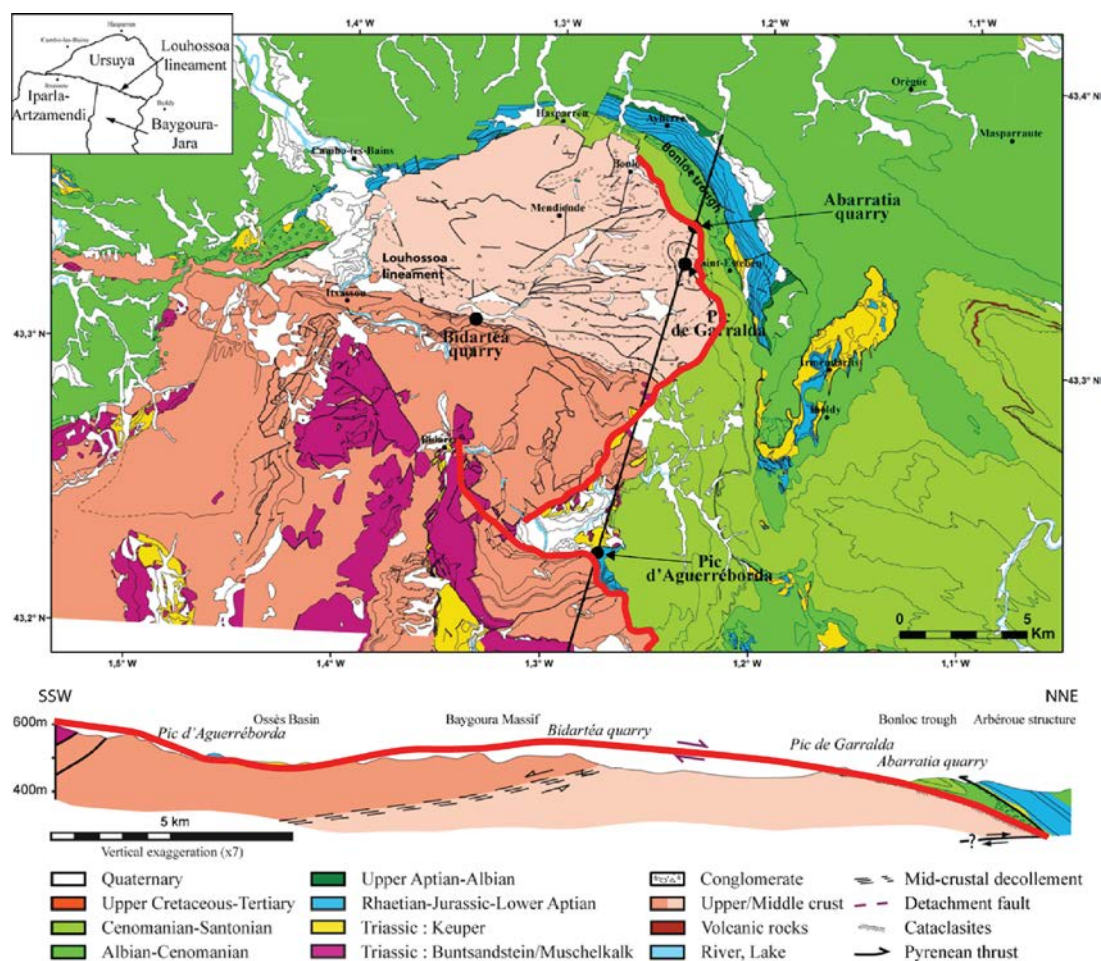 Hasparren
Cambo-les-Bains
Ursuya
Louhossoa
lineament
Itxassou
Iparla-
Artzamendi
Iholdy
Baygoura-
Jara
1,4°W
1,3°W
1,2°W
1,1°W
43,4°N
43,3°N
43,3°N
43,2°N
Orègue
Masparraute
Hasparren
Ayherre
Cambo-les-Bains
Bonloc trough
Abarratia
quarry
Mendionde
Louhossoa
lineament
Itxassou
Bidartéa
quarry
Pic
de Garralda
Irissarry
Iholdy
Pic
d'Aguerréborda
0 5
Km
1,5°W
1,4°W
1,3°W
1,2°W
1,1°W
SSW
NNE
600m
400m
Pic d'Aguerréborda
Ossès Basin
Baygoura Massif
Bidartéa quarry
Pic de Garralda
Abarratia quarry
Bonloc trough
Arbéroue structure
-?
5 km
Vertical exaggeration (x7)
Quaternary
Upper Cretaceous-Tertiary
Cenomanian-Santonian
Albian-Cenomanian
Upper Aptian-Albian
Rhaetian-Jurassic-Lower Aptian
Triassic : Keuper
Triassic : Buntsandstein/Muschelkalk
Conglomerate
Upper/Middle crust
Volcanic rocks
River, Lake
Mid-crustal decollement
Detachment fault
Cataclasites
Pyrenean thrust